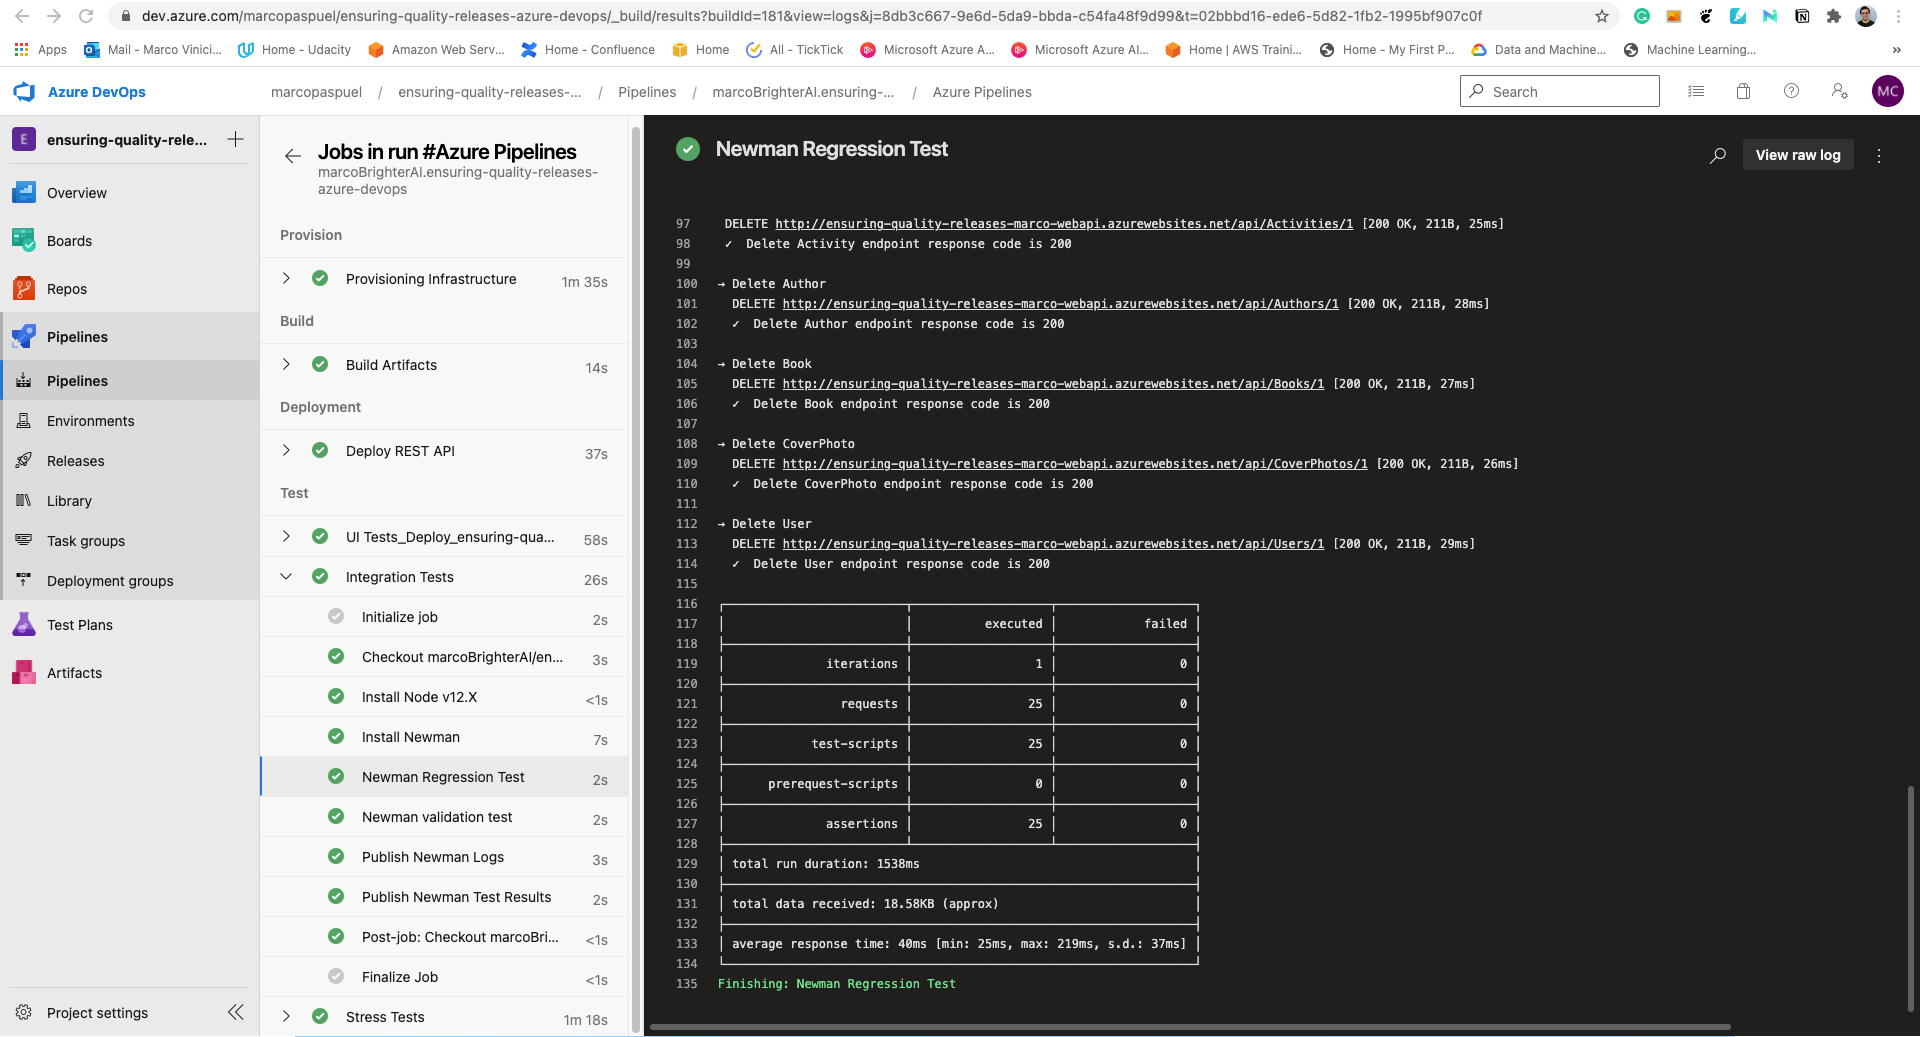 dev.azure.com/marcopaspuel/ensuring-quality-releases-azure-devops/_build/results?buildId=181&view=logs&j=8db3c667-9e6d-5da9-bbda-c54fa48f9d99&t=02bbbd16-ede6-5d82-1fb2-1995bf907c0f
Apps Mail - Marco Vinici... Home - Udacity Amazon Web Serv... Home - Confluence Home All - TickTick Microsoft Azure A... Microsoft Azure AI... Home | AWS Traini... Home - My First P... Data and Machine... Machine Learning... »
Azure DevOps marcopaspuel / ensuring-quality-releases-... / Pipelines / marcoBrighterAI.ensuring-... / Azure Pipelines Search MC
E ensuring-quality-rele...
Overview
Boards
Repos
Pipelines
Pipelines
Environments
Releases
Library
Task groups
Deployment groups
Test Plans
Artifacts
Project settings
Jobs in run #Azure Pipelines
marcoBrighterAI.ensuring-quality-releases-
azure-devops
Provision
Provisioning Infrastructure 1m 35s
Build
Build Artifacts 14s
Deployment
Deploy REST API 37s
Test
UI Tests_Deploy_ensuring-qua... 58s
Integration Tests 26s
Initialize job 2s
Checkout marcoBrighterAI/en... 3s
Install Node v12.X <1s
Install Newman 7s
Newman Regression Test 2s
Newman validation test 2s
Publish Newman Logs 3s
Publish Newman Test Results 2s
Post-job: Checkout marcoBri... <1s
Finalize Job <1s
Stress Tests 1m 18s
Newman Regression Test
View raw log
97 DELETE http://ensuring-quality-releases-marco-webapi.azurewebsites.net/api/Activities/1 [200 OK, 211B, 25ms]
98 ✓ Delete Activity endpoint response code is 200
99
100 → Delete Author
101 DELETE http://ensuring-quality-releases-marco-webapi.azurewebsites.net/api/Authors/1 [200 OK, 211B, 28ms]
102 ✓ Delete Author endpoint response code is 200
103
104 → Delete Book
105 DELETE http://ensuring-quality-releases-marco-webapi.azurewebsites.net/api/Books/1 [200 OK, 211B, 27ms]
106 ✓ Delete Book endpoint response code is 200
107
108 → Delete CoverPhoto
109 DELETE http://ensuring-quality-releases-marco-webapi.azurewebsites.net/api/CoverPhotos/1 [200 OK, 211B, 26ms]
110 ✓ Delete CoverPhoto endpoint response code is 200
111
112 → Delete User
113 DELETE http://ensuring-quality-releases-marco-webapi.azurewebsites.net/api/Users/1 [200 OK, 211B, 29ms]
114 ✓ Delete User endpoint response code is 200
115
116
117 executed failed
118
119 iterations 1 0
120
121 requests 25 0
122
123 test-scripts 25 0
124
125 prerequest-scripts 0 0
126
127 assertions 25 0
128
129 total run duration: 1538ms
130
131 total data received: 18.58KB (approx)
132
133 average response time: 40ms [min: 25ms, max: 219ms, s.d.: 37ms]
134
135 Finishing: Newman Regression Test